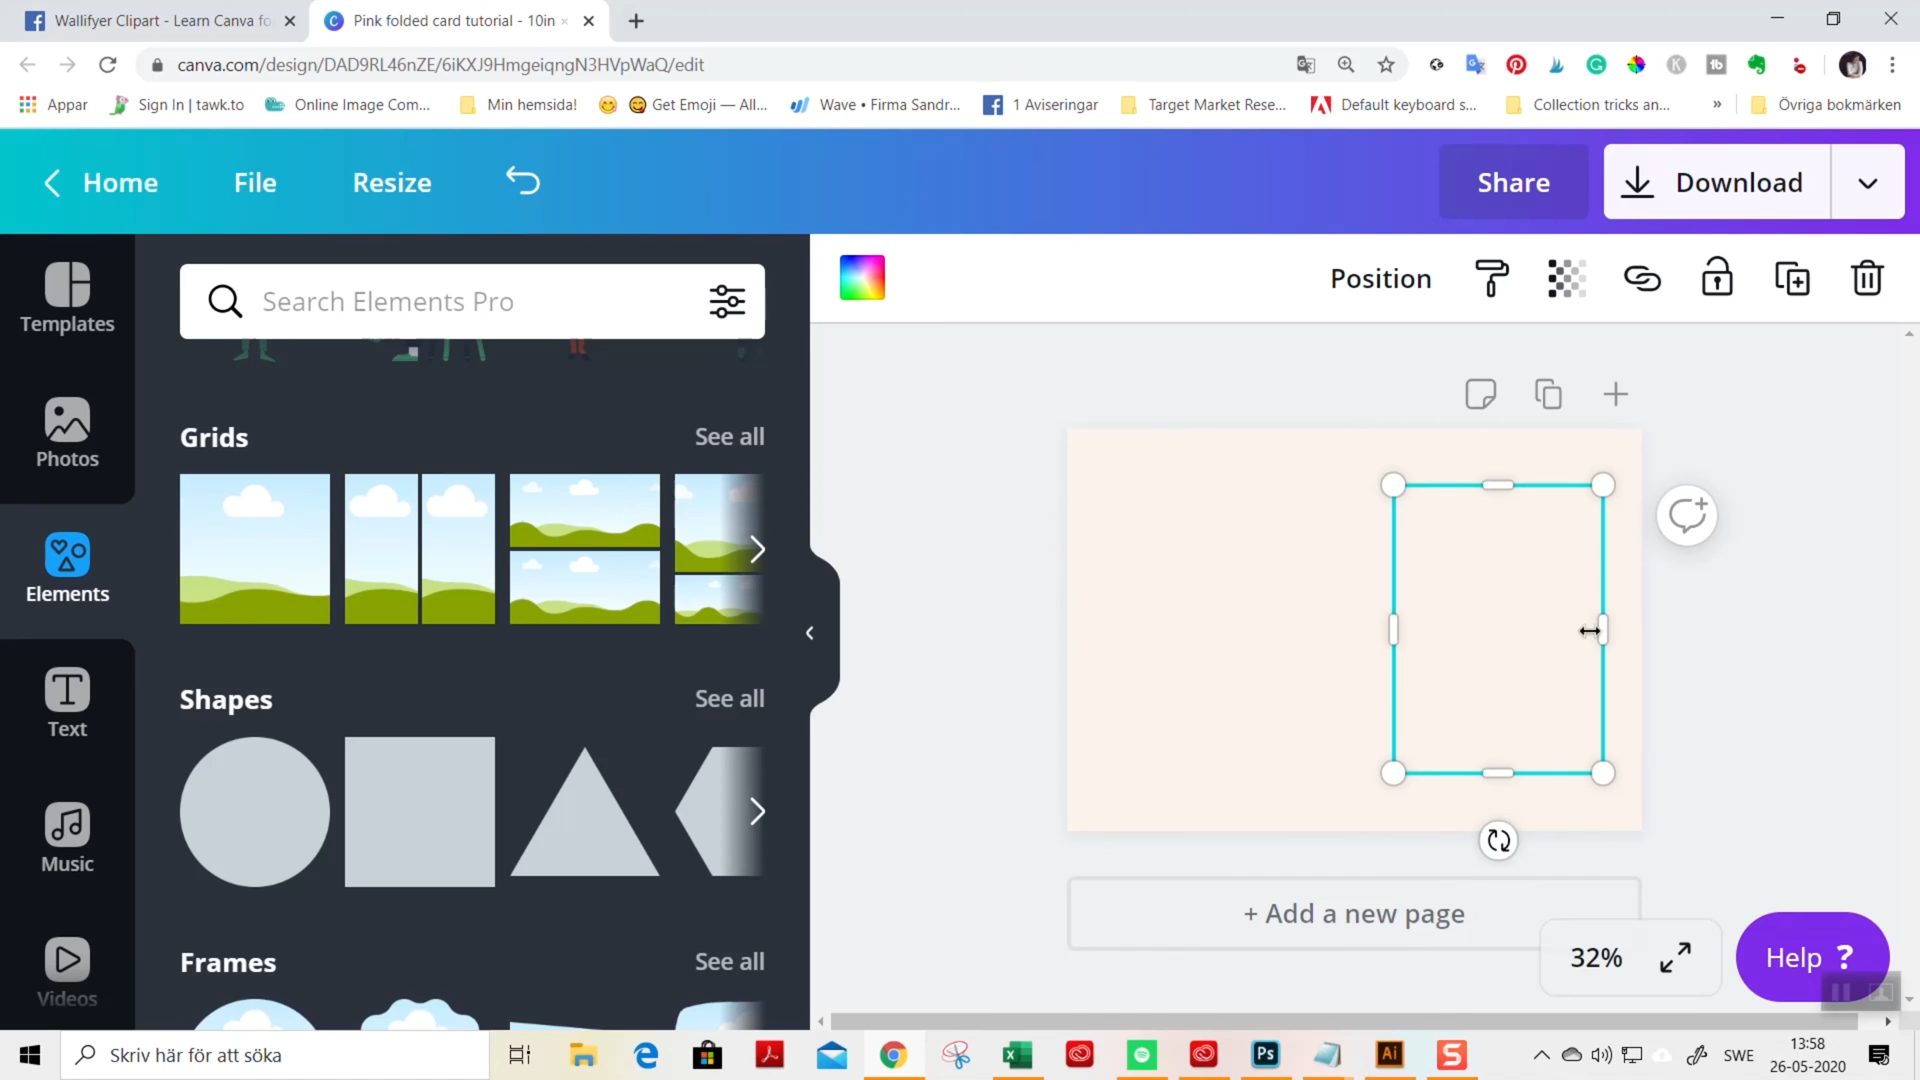 Wallifyer Clipart - Learn Canva fo
Pink folded card tutorial - 10in
canva.com/design/DAD9RL46nZE/6iKXJ9HmgeiqngN3HVpWaQ/edit
Appar
Sign In | tawk.to
Online Image Com...
Min hemsida!
Get Emoji — All...
Wave • Firma Sandr...
1 Aviseringar
Target Market Rese...
Default keyboard s...
Collection tricks an...
»
Övriga bokmärken
Home
File
Resize
Share
Download
Templates
Photos
Elements
Text
Music
Videos
Search Elements Pro
Position
Grids
See all
Shapes
See all
Frames
See all
+ Add a new page
32%
Help ?
Skriv här för att söka
Ps
Ai
SWE
13:58
26-05-2020